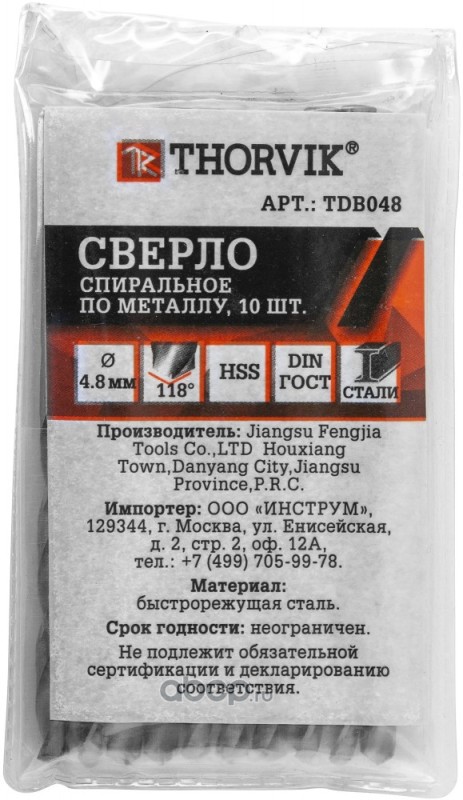 THORVIK®
АРТ.: TDB048
СВЕРЛО
СПИРАЛЬНОЕ
ПО МЕТАЛЛУ, 10 ШТ.
Ø
4.8 мм
118°
HSS
DIN
ГОСТ
СТАЛИ
Производитель: Jiangsu Fengjia
Tools Co.,LTD Houxiang
Town,Danyang City,Jiangsu
Province,P.R.C.
Импортер: ООО «ИНСТРУМ»,
129344, г. Москва, ул. Енисейская,
д. 2, стр. 2, оф. 12А,
тел.: +7 (499) 705-99-78.
Материал:
быстрорежущая сталь.
Срок годности: неограничен.
Не подлежит обязательной
сертификации и декларированию
соответствия.
abcp.ru